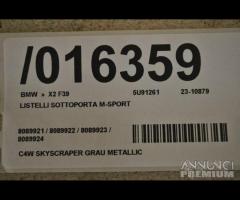 /016359
BMW » X2 F39 5U91261 23-10879
LISTELLI SOTTOPORTA M-SPORT
8089921 / 8089922 / 8089923 /
8089924
C4W SKYSCRAPER GRAU METALLIC
ANNUNCI
PREMIUM